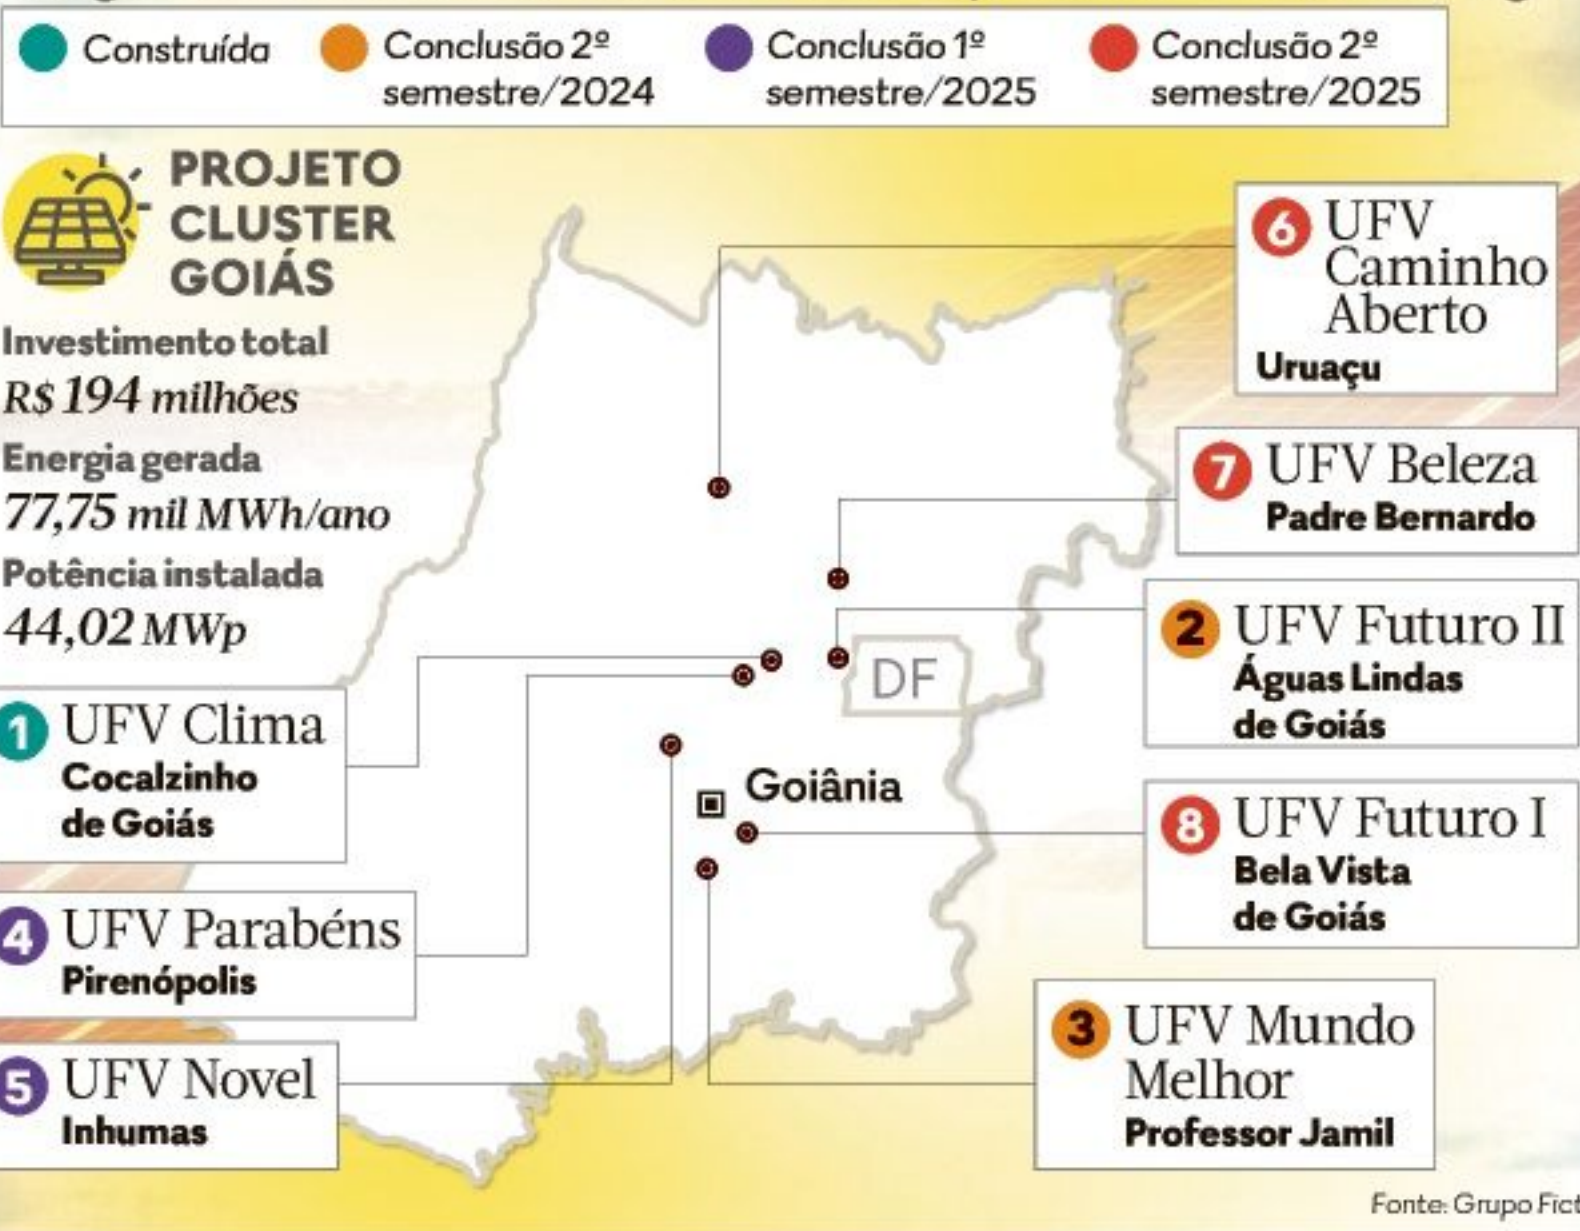 Construída
Conclusão 2º
semestre/2024
Conclusão 1º
semestre/2025
Conclusão 2º
semestre/2025
PROJETO
CLUSTER
GOIÁS
Investimento total
R$ 194 milhões
Energia gerada
77,75 mil MWh/ano
Potência instalada
44,02 MWp
1 UFV Clima
Cocalzinho
de Goiás
4 UFV Parabéns
Pirenópolis
5 UFV Novel
Inhumas
6 UFV
Caminho
Aberto
Uruaçu
7 UFV Beleza
Padre Bernardo
2 UFV Futuro II
Águas Lindas
de Goiás
DF
Goiânia
8 UFV Futuro I
Bela Vista
de Goiás
3 UFV Mundo
Melhor
Professor Jamil
Fonte: Grupo